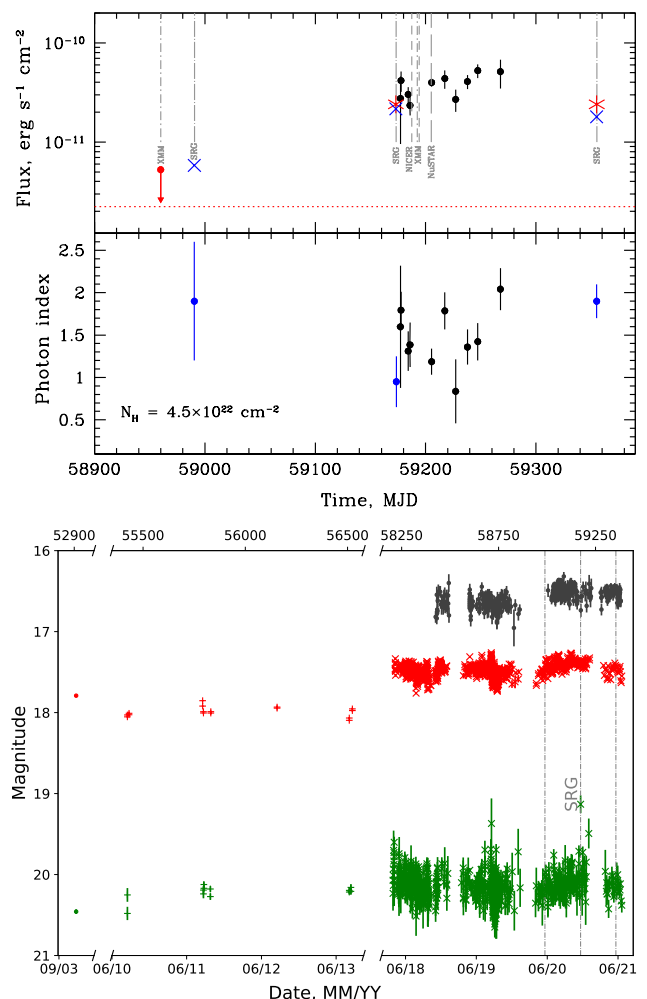 Flux, erg s⁻¹ cm⁻²
10⁻¹⁰
10⁻¹¹
XMM
SRG
SRG
NICER
XMM
NuSTAR
SRG
Photon index
2.5
2
1.5
1
0.5
N_H = 4.5×10²² cm⁻²
58900 59000 59100 59200 59300
Time, MJD
52900 55500 56000 56500 58250 58750 59250
Magnitude
16
17
18
19
20
21
SRG
09/03 06/10 06/11 06/12 06/13 06/18 06/19 06/20 06/21
Date, MM/YY